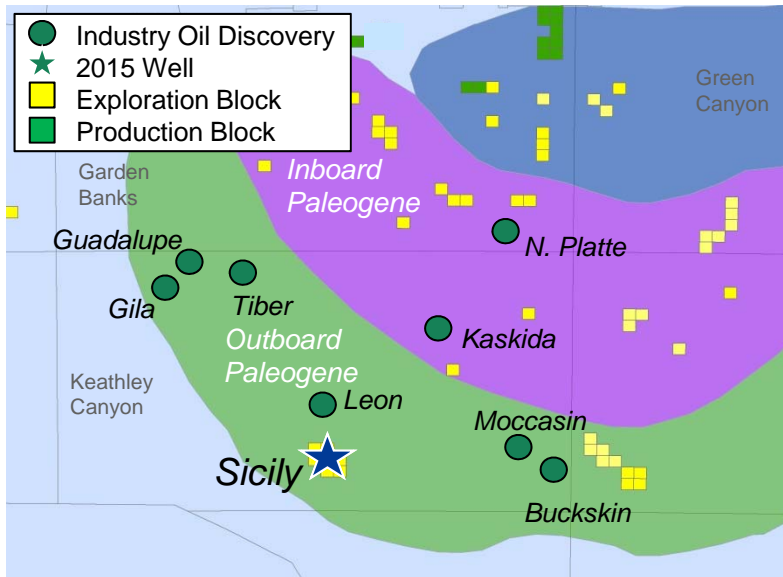 Industry Oil Discovery
2015 Well
Exploration Block
Production Block
Green
Canyon
Garden
Banks
Inboard
Paleogene
Guadalupe
N. Platte
Gila
Tiber
Outboard
Paleogene
Kaskida
Keathley
Canyon
Leon
Moccasin
Sicily
Buckskin